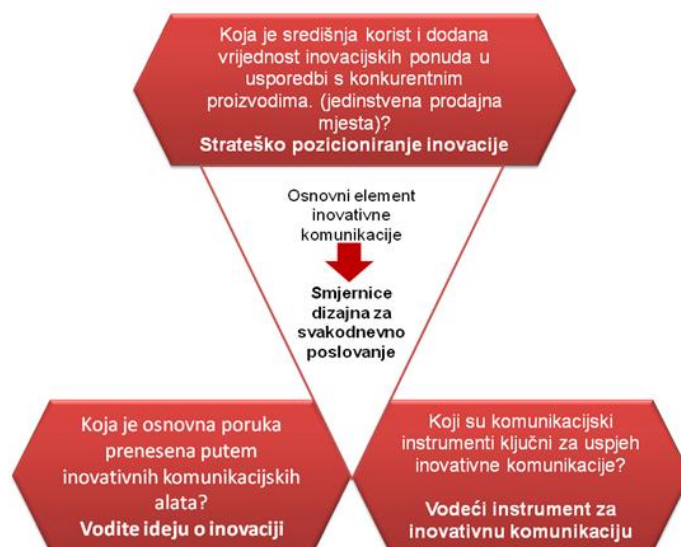 Koja je središnja korist i dodana
vrijednost inovacijskih ponuda u
usporedbi s konkurentnim
proizvodima. (jedinstvena prodajna
mjesta)?
Strateško pozicioniranje inovacije
Osnovni element
inovativne
komunikacije
Smjernice
dizajna za
svakodnevno
poslovanje
Koja je osnovna poruka
prenesena putem
inovativnih komunikacijskih
alata?
Vodite ideju o inovaciji
Koji su komunikacijski
instrumenti ključni za uspjeh
inovativne komunikacije?
Vodeći instrument za
inovativnu komunikaciju